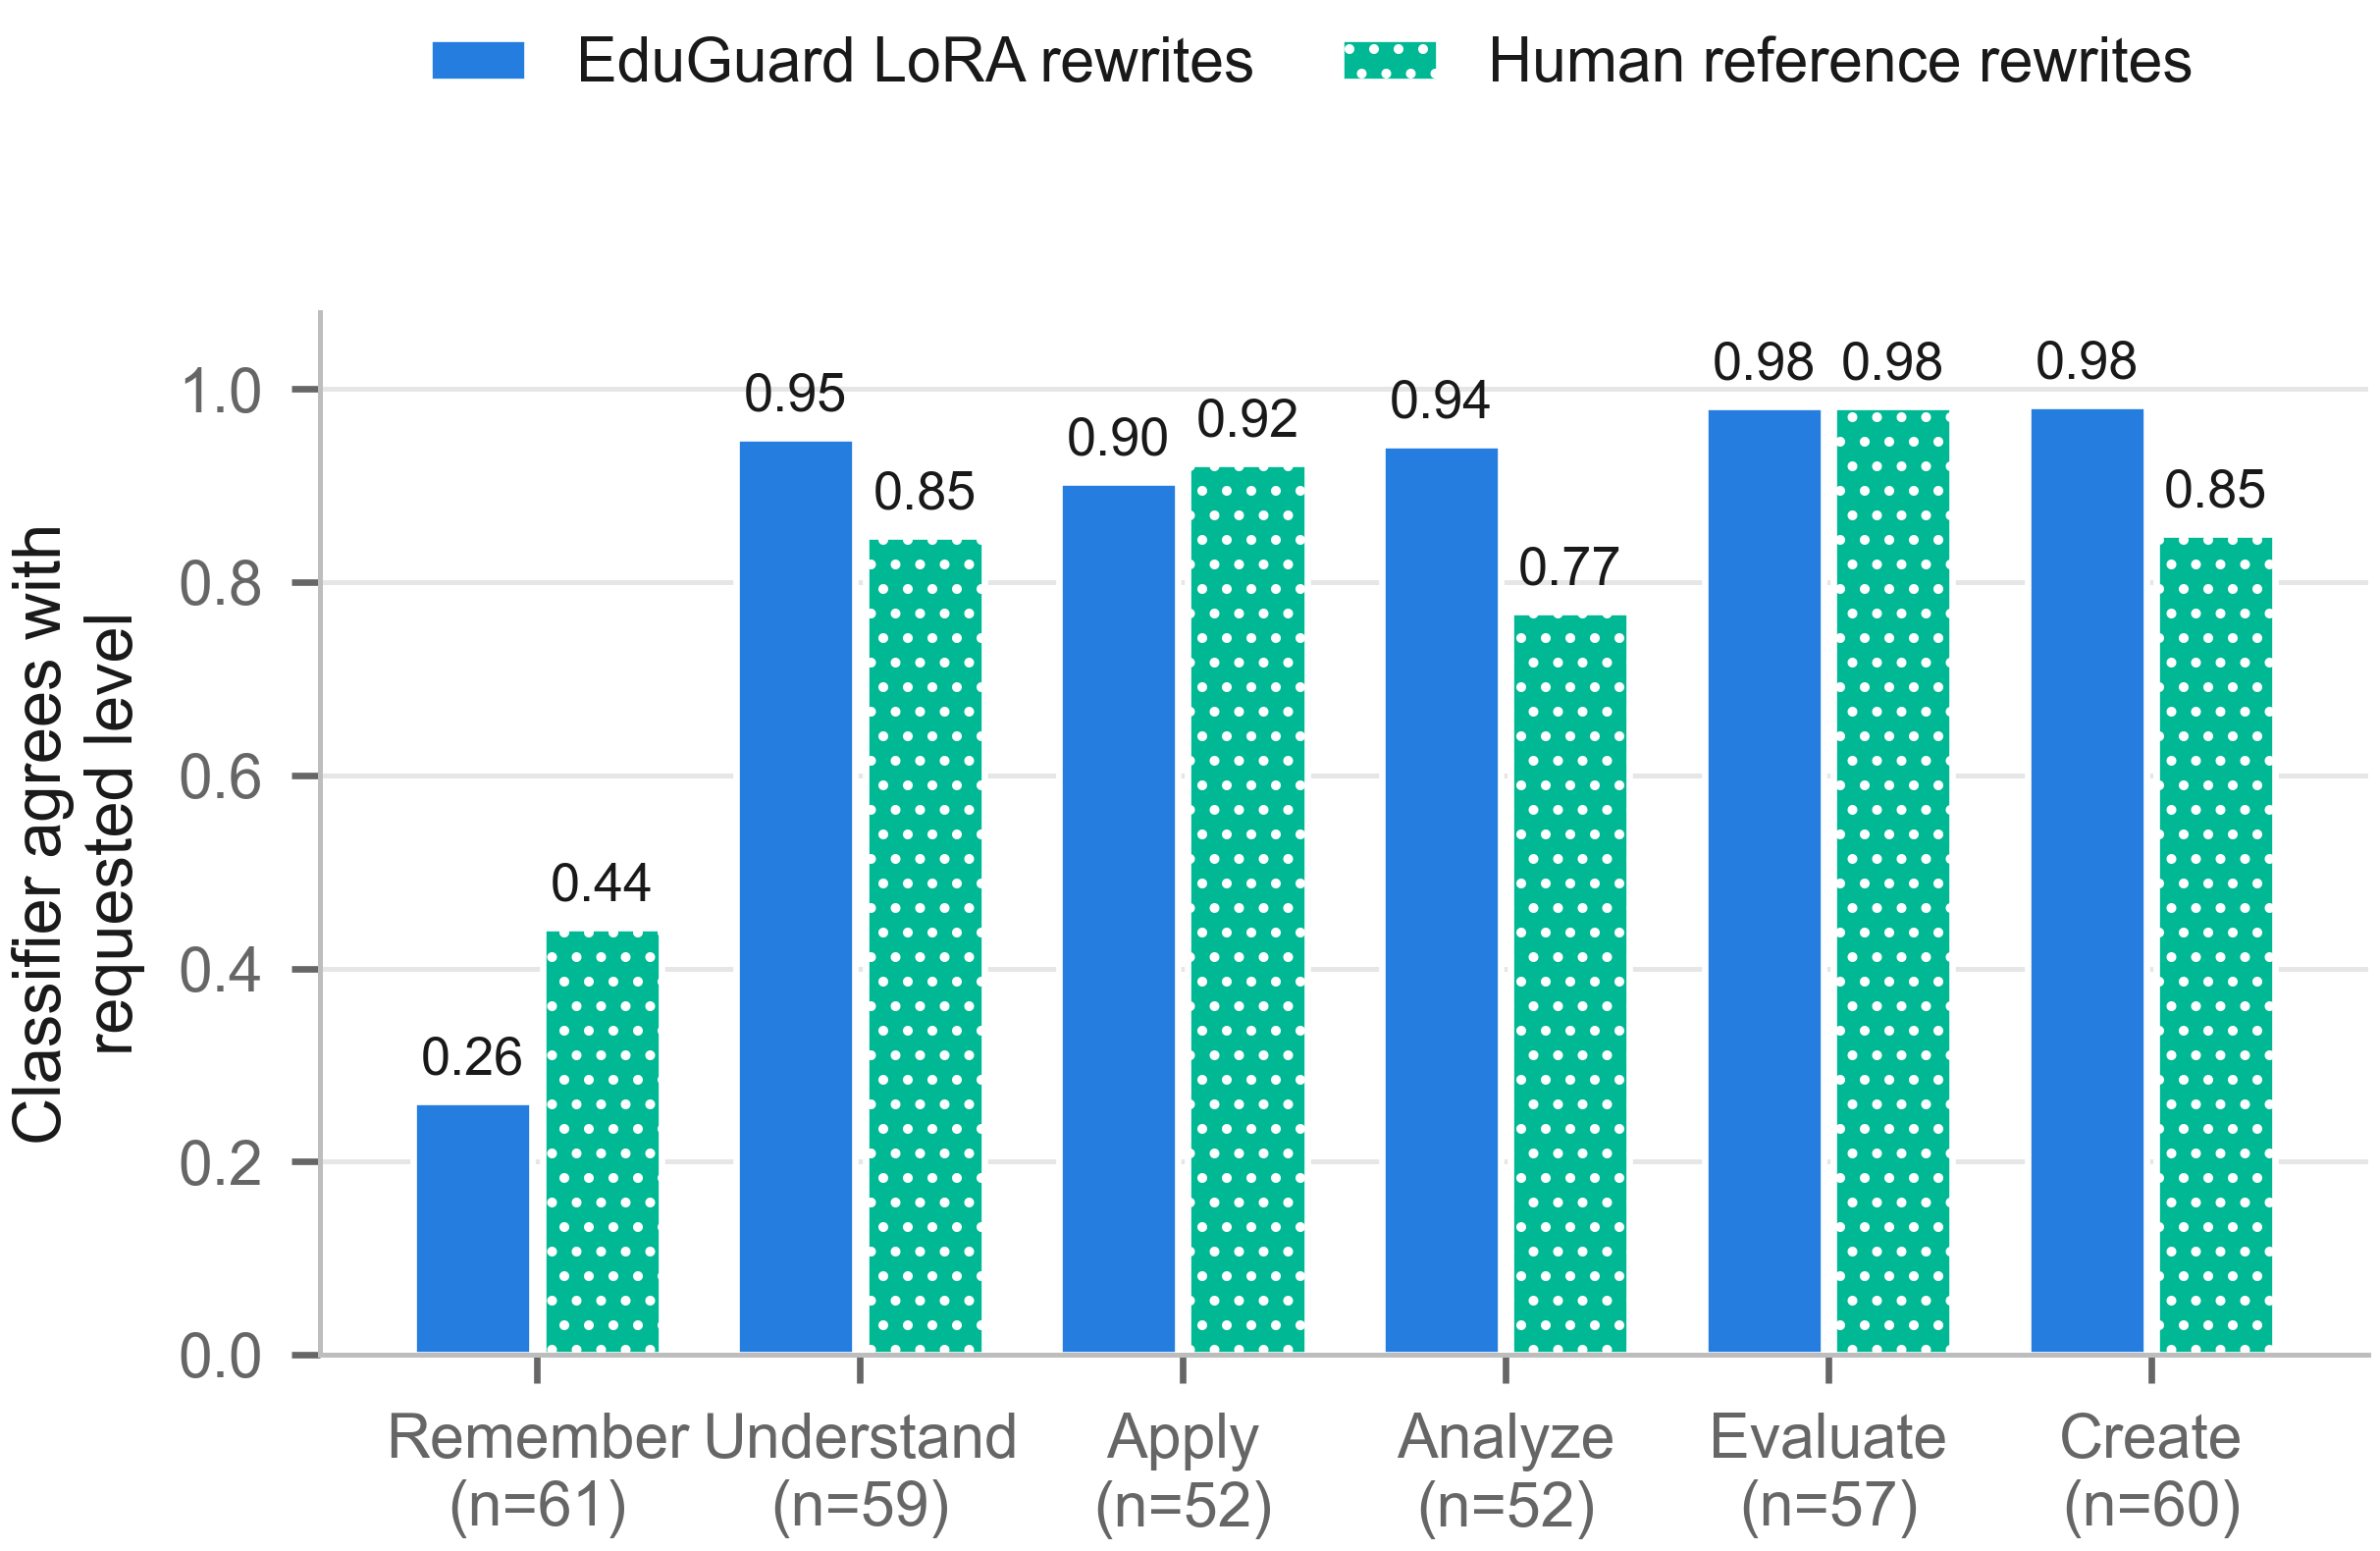 EduGuard LoRA rewrites
Human reference rewrites
Classifier agrees with
requested level
1.0
0.8
0.6
0.4
0.2
0.0
0.26
0.44
0.95
0.85
0.90
0.92
0.94
0.77
0.98
0.98
0.98
0.85
Remember
(n=61)
Understand
(n=59)
Apply
(n=52)
Analyze
(n=52)
Evaluate
(n=57)
Create
(n=60)